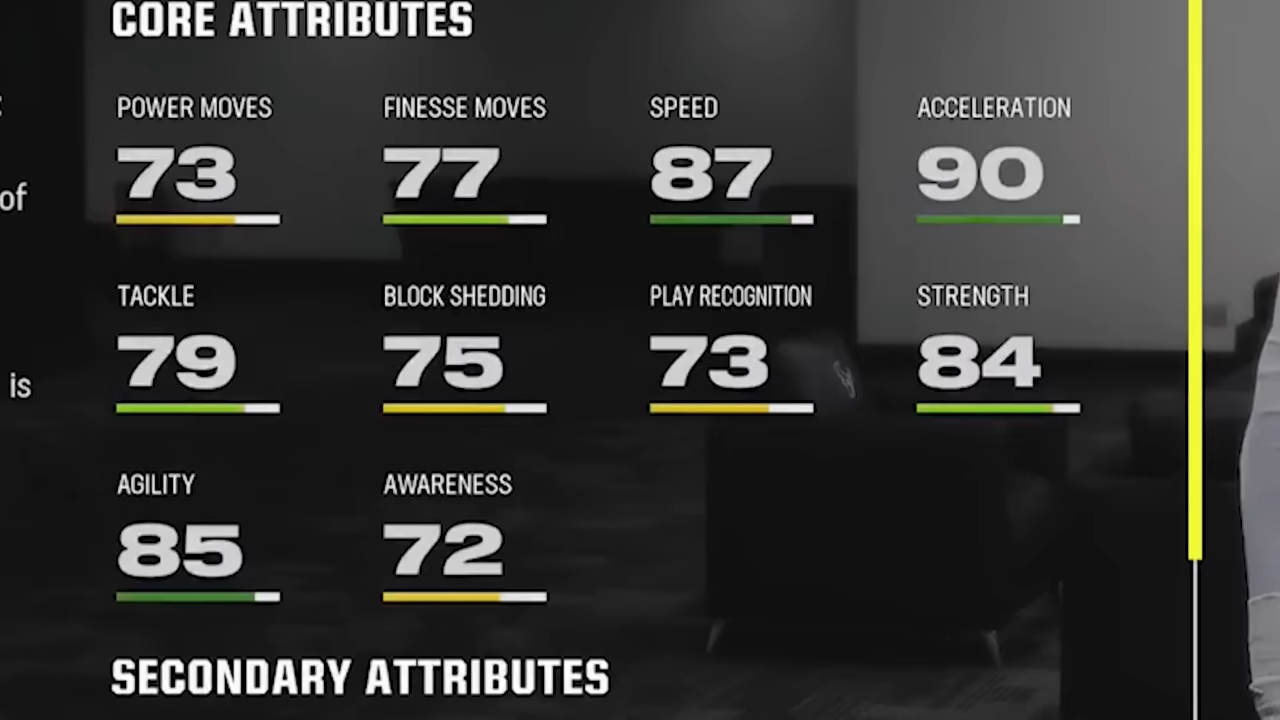 CORE ATTRIBUTES
POWER MOVES FINESSE MOVES SPEED ACCELERATION
73 77 87 90
of
TACKLE BLOCK SHEDDING PLAY RECOGNITION STRENGTH
79 75 73 84
is
AGILITY AWARENESS
85 72
SECONDARY ATTRIBUTES